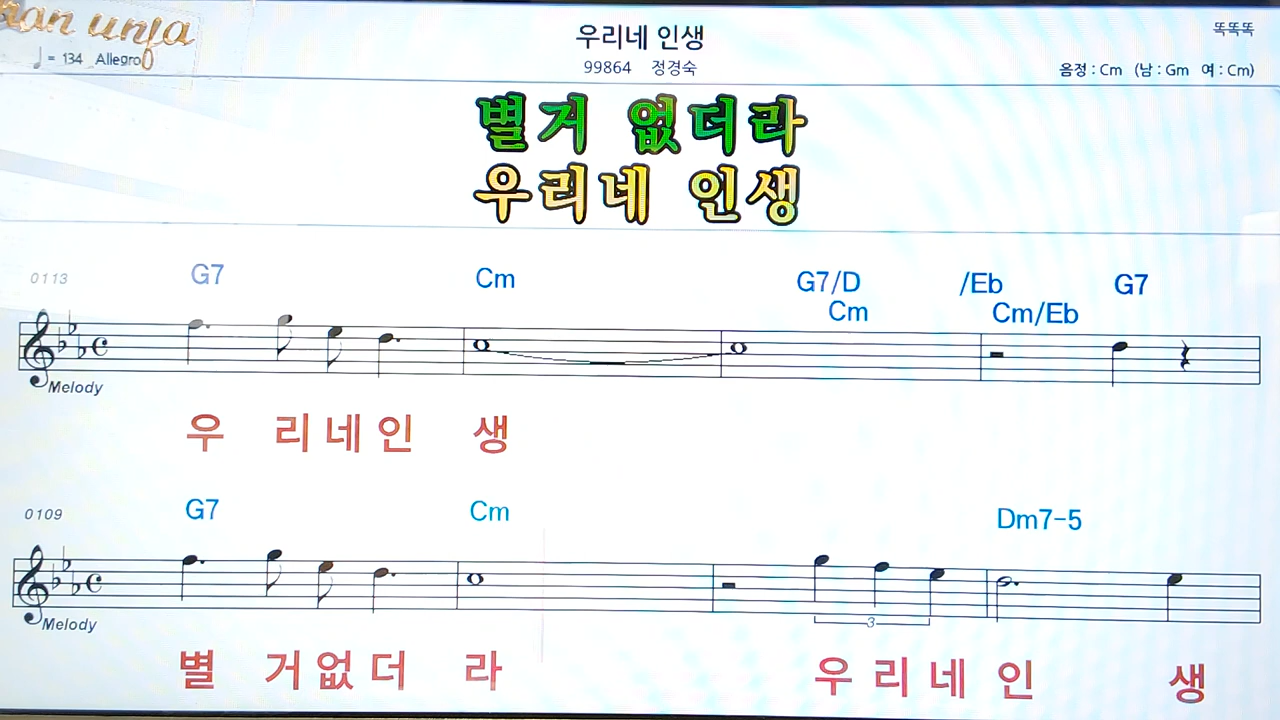 우리네 인생
똑똑똑
= 134 Allegro
99864 정경숙
음정 : Cm (남 : Gm 여 : Cm)
별거 없더라
우리네 인생
0113
G7 Cm G7/D /Eb G7
Cm Cm/Eb
Melody
우 리 네 인 생
0109
G7 Cm Dm7-5
3
Melody
별 거 없 더 라 우 리 네 인 생